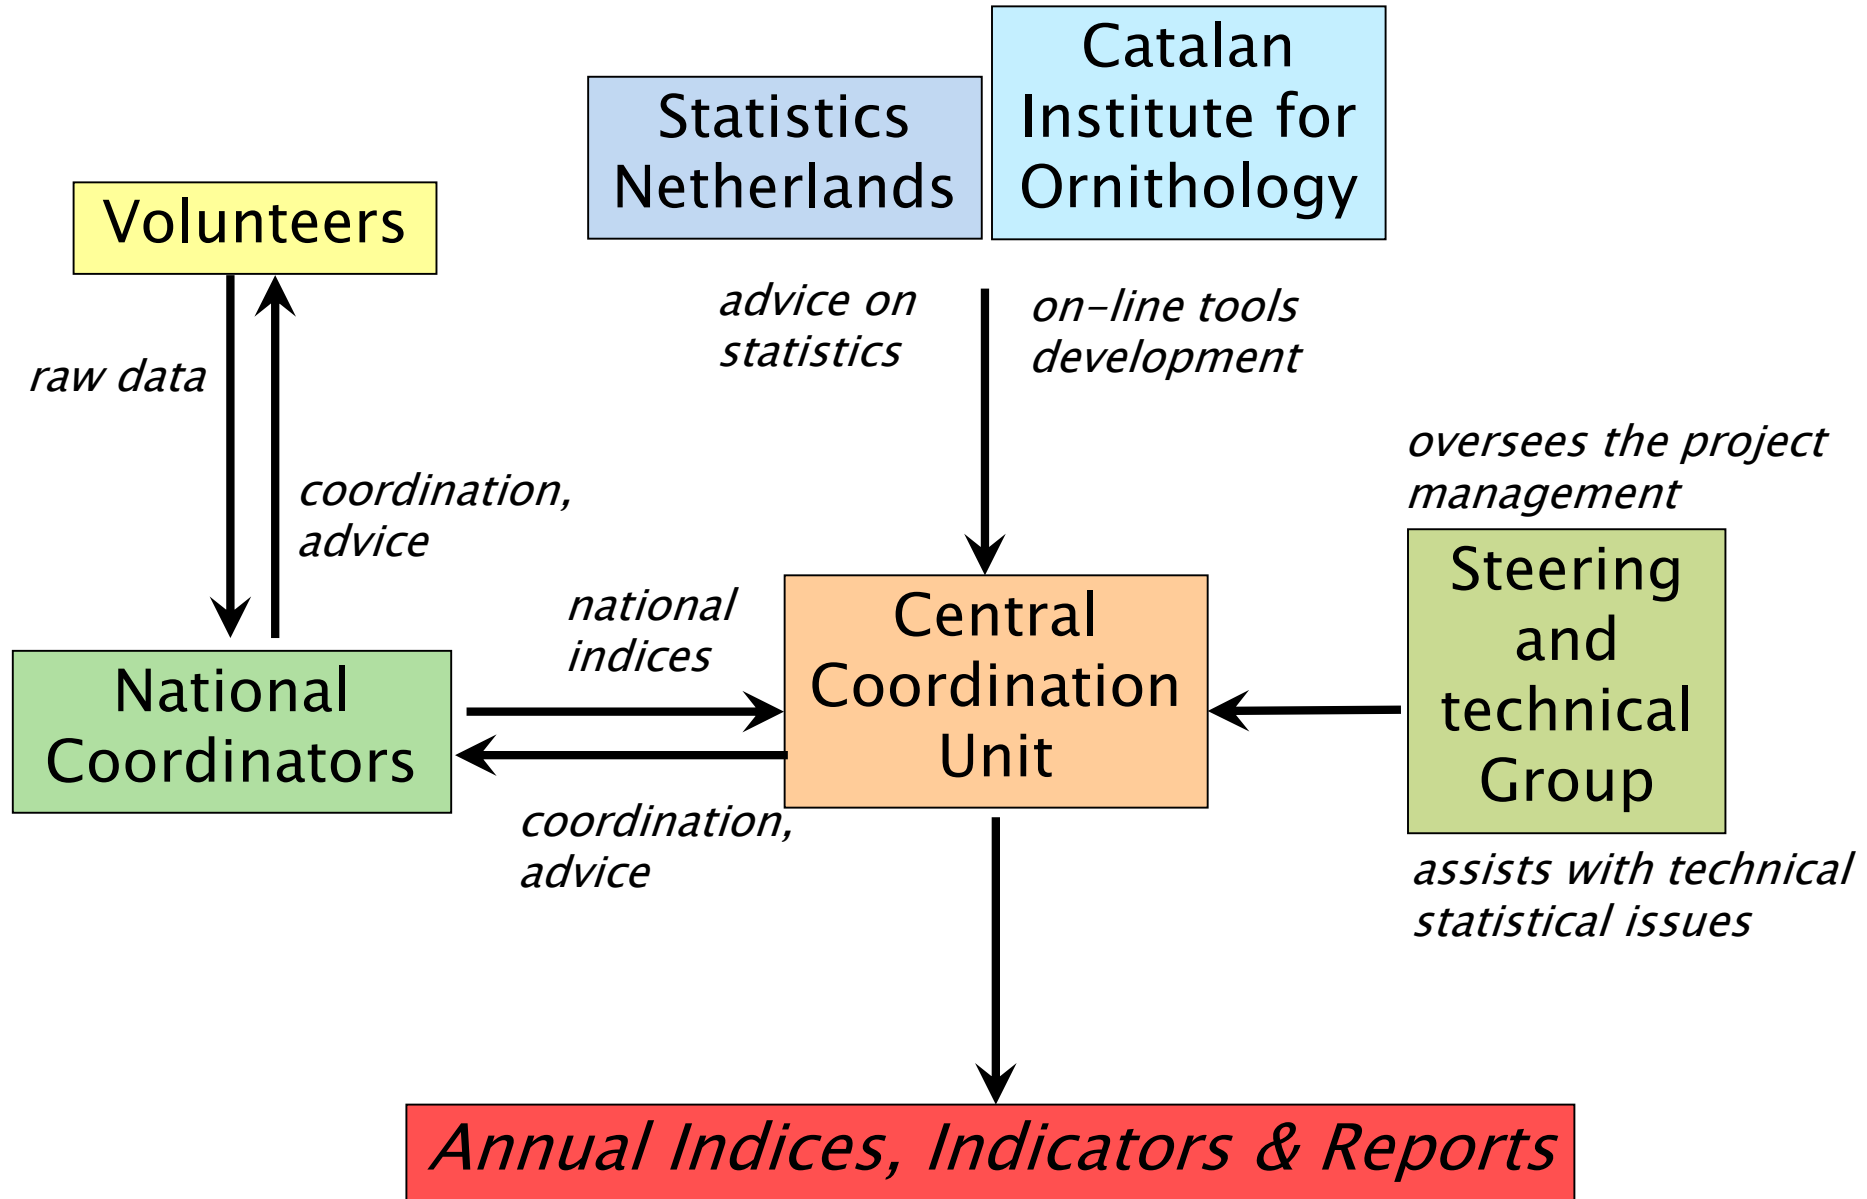 Catalan
Institute for
Ornithology
Statistics
Netherlands
Volunteers
advice on
statistics
on-line tools
development
raw data
coordination,
advice
oversees the project
management
Steering
and
technical
Group
assists with technical
statistical issues
national
indices
Central
Coordination
Unit
National
Coordinators
coordination,
advice
Annual Indices, Indicators & Reports